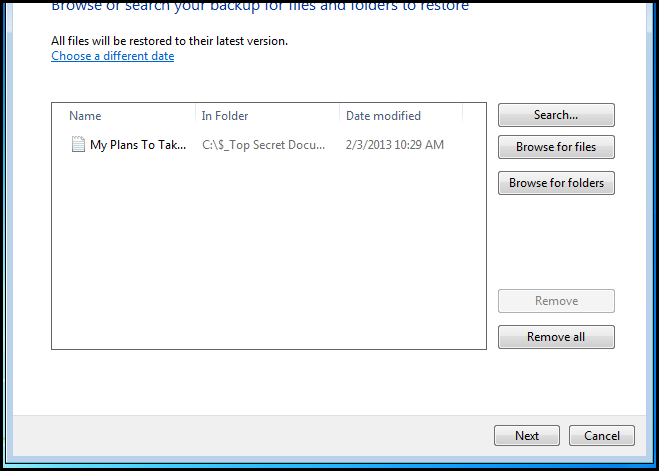 Browse or search your backup for files and folders to restore
All files will be restored to their latest version.
Choose a different date
Name In Folder Date modified
My Plans To Tak... C:\$_Top Secret Docu... 2/3/2013 10:29 AM
Search...
Browse for files
Browse for folders
Remove
Remove all
Next Cancel